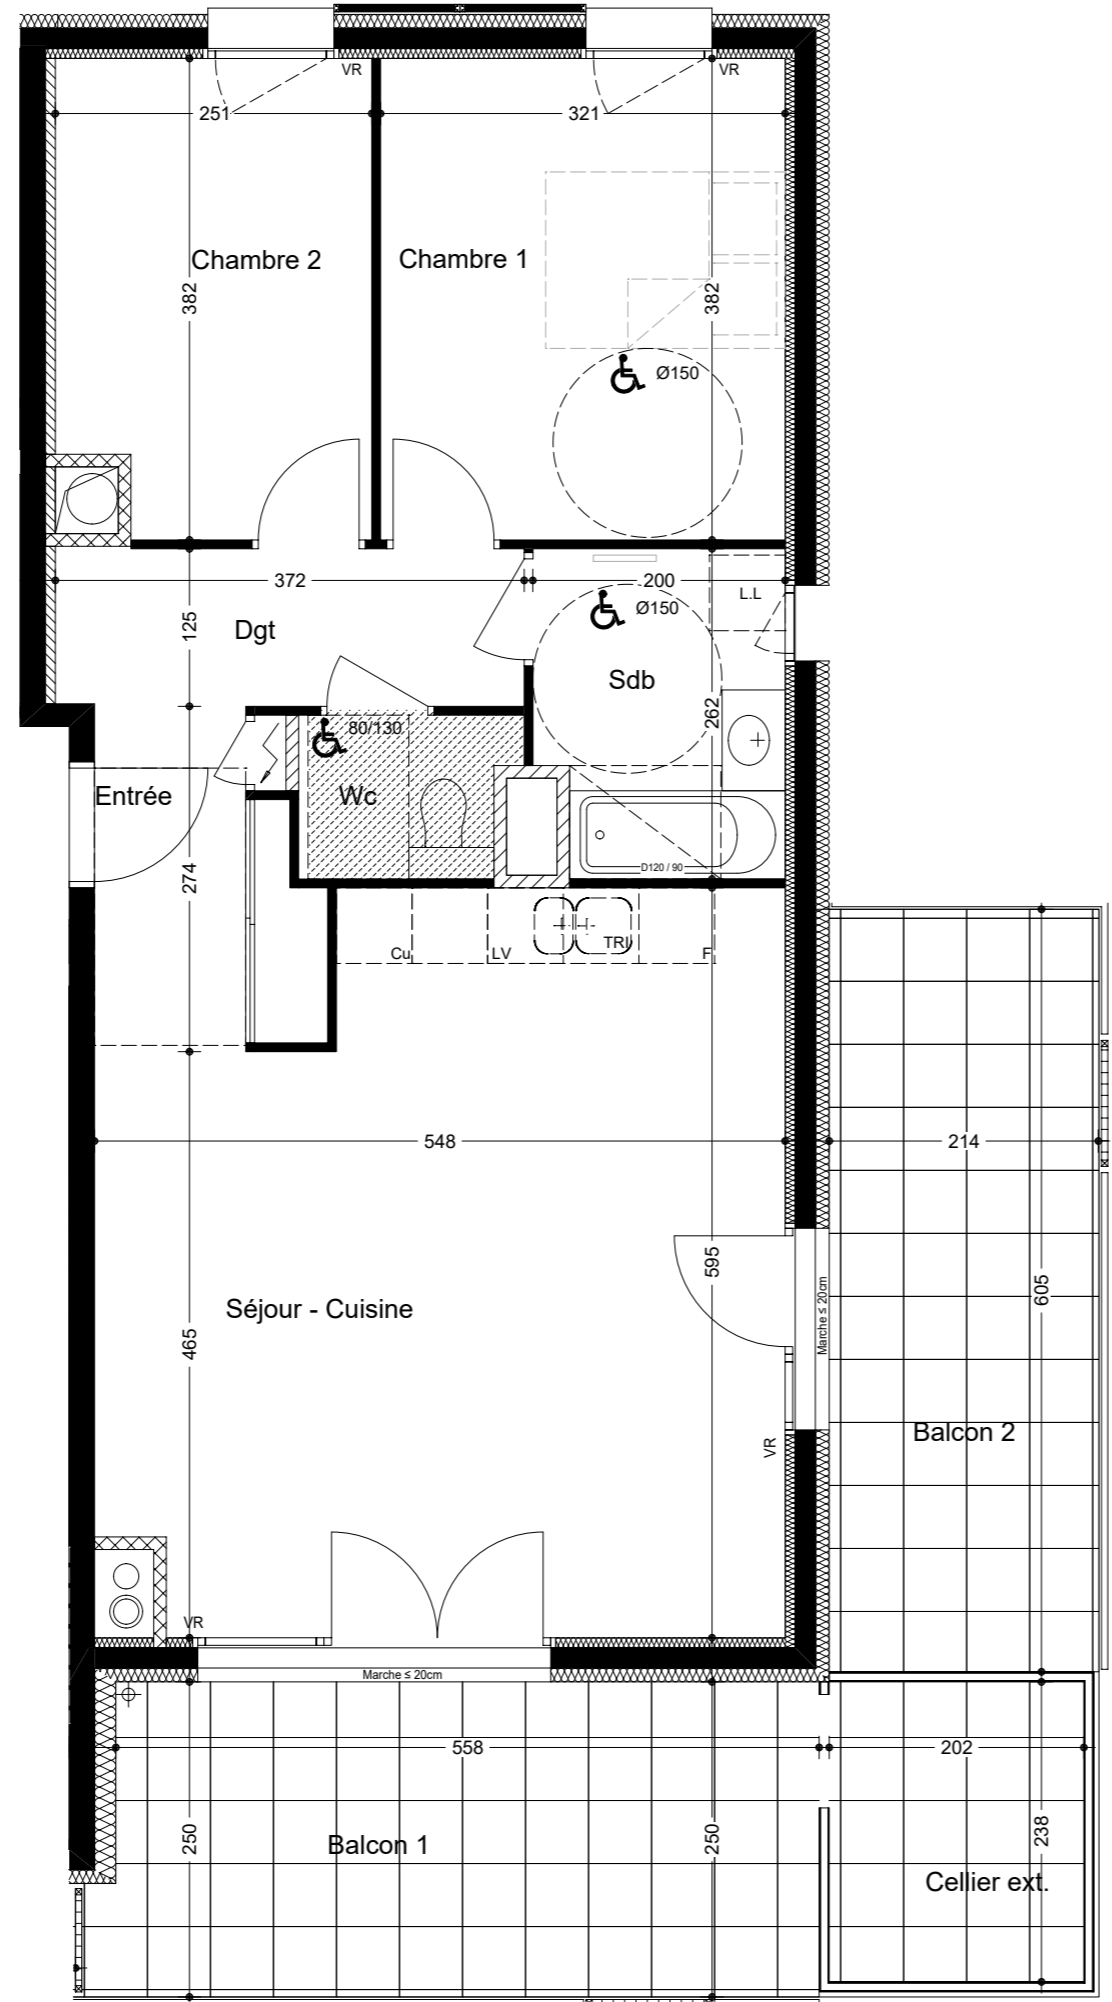 VR
VR
251
321
Chambre 2
Chambre 1
382
382
Ø150
372
200
L.L
Ø150
125
Dgt
Sdb
262
80/130
Entrée
Wc
274
D120 / 90
Cu
LV
TRI
F
548
214
595
605
Marche ≤ 20cm
Séjour - Cuisine
465
Balcon 2
VR
VR
Marche ≤ 20cm
558
202
250
Balcon 1
250
238
Cellier ext.